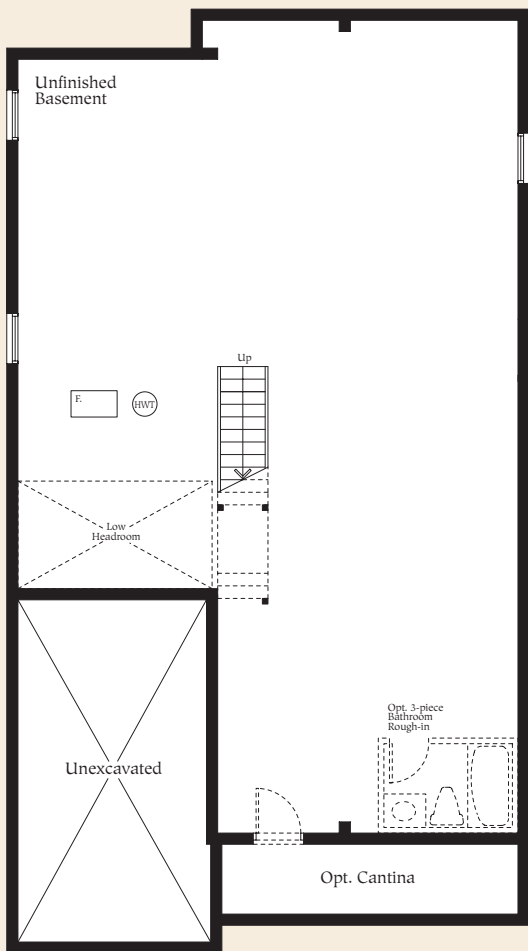 Unfinished
Basement
Up
F.
HWT
Low
Headroom
Opt. 3-piece
Bathroom
Rough-in
Unexcavated
Opt. Cantina